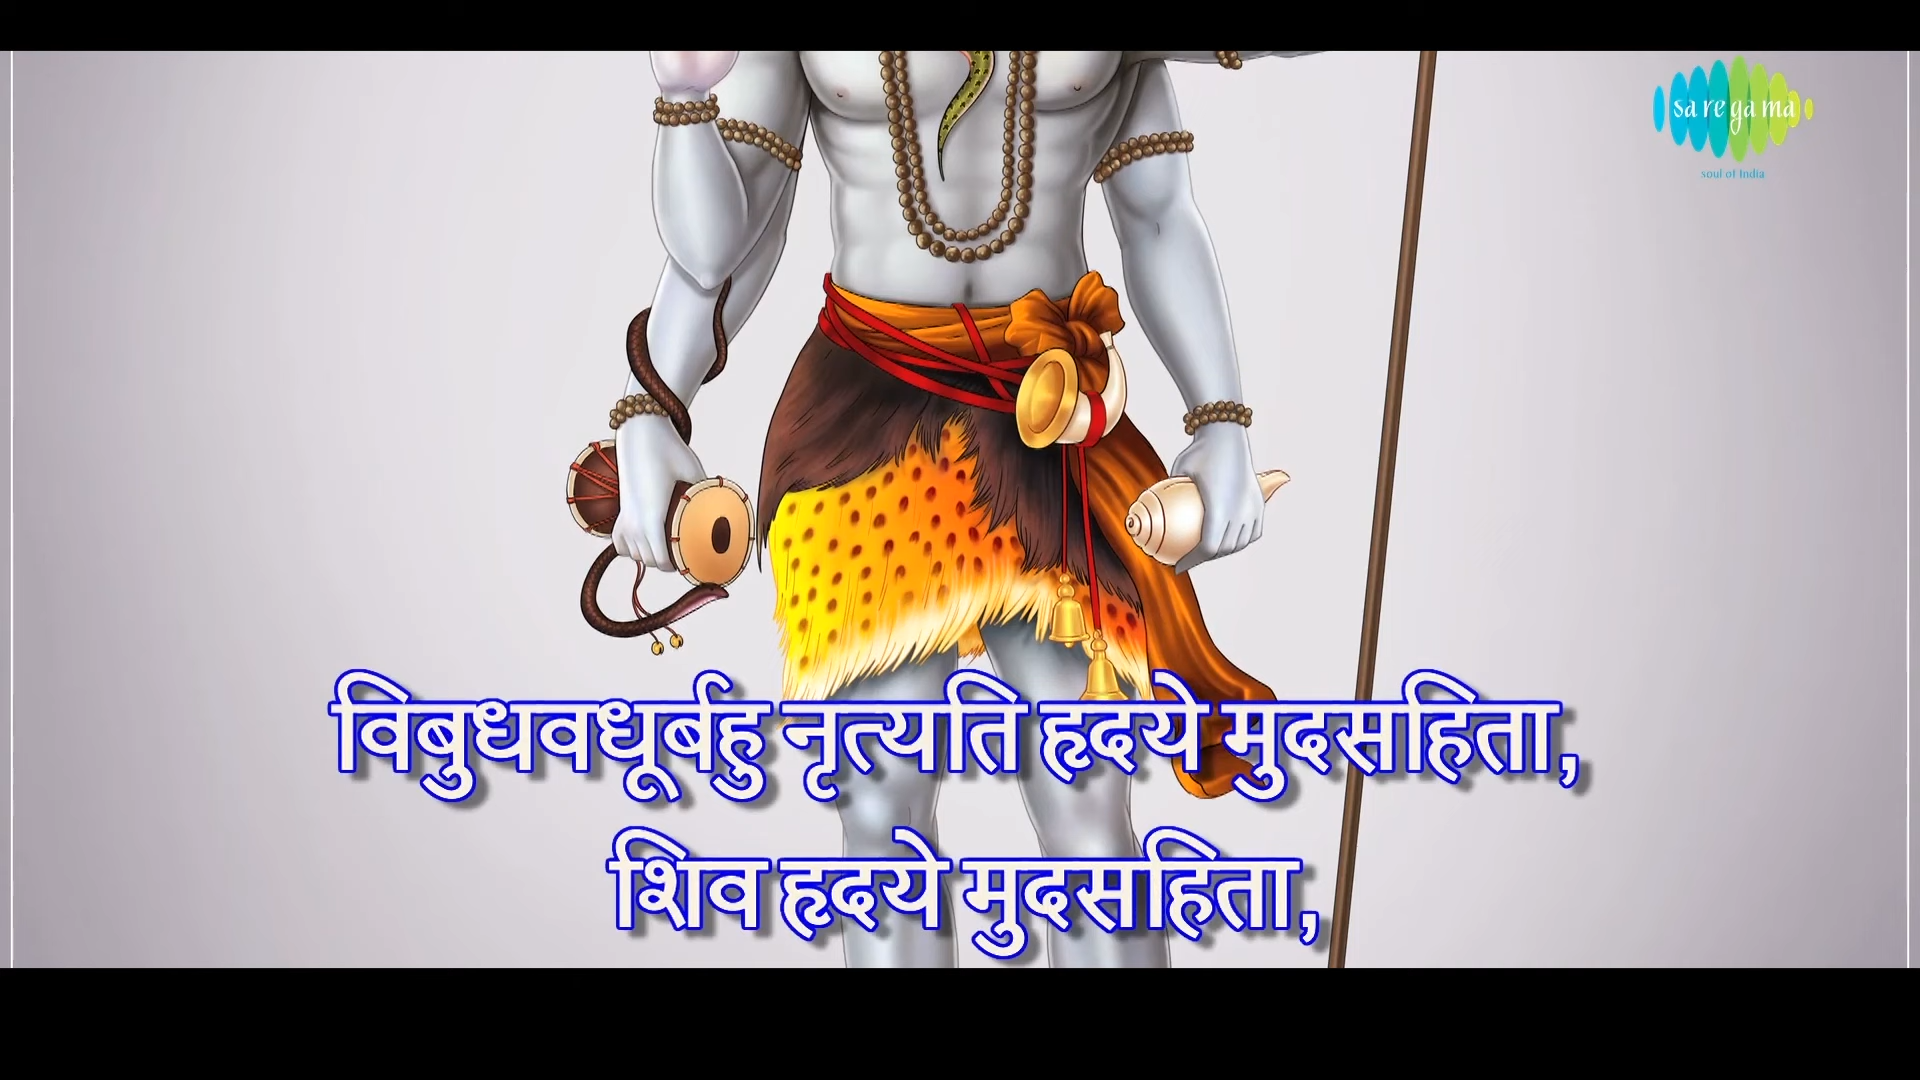 sa re ga ma
soul of India
विबुधवधूर्बहु नृत्यति हृदये मुदसहिता,
शिव हृदये मुदसहिता,